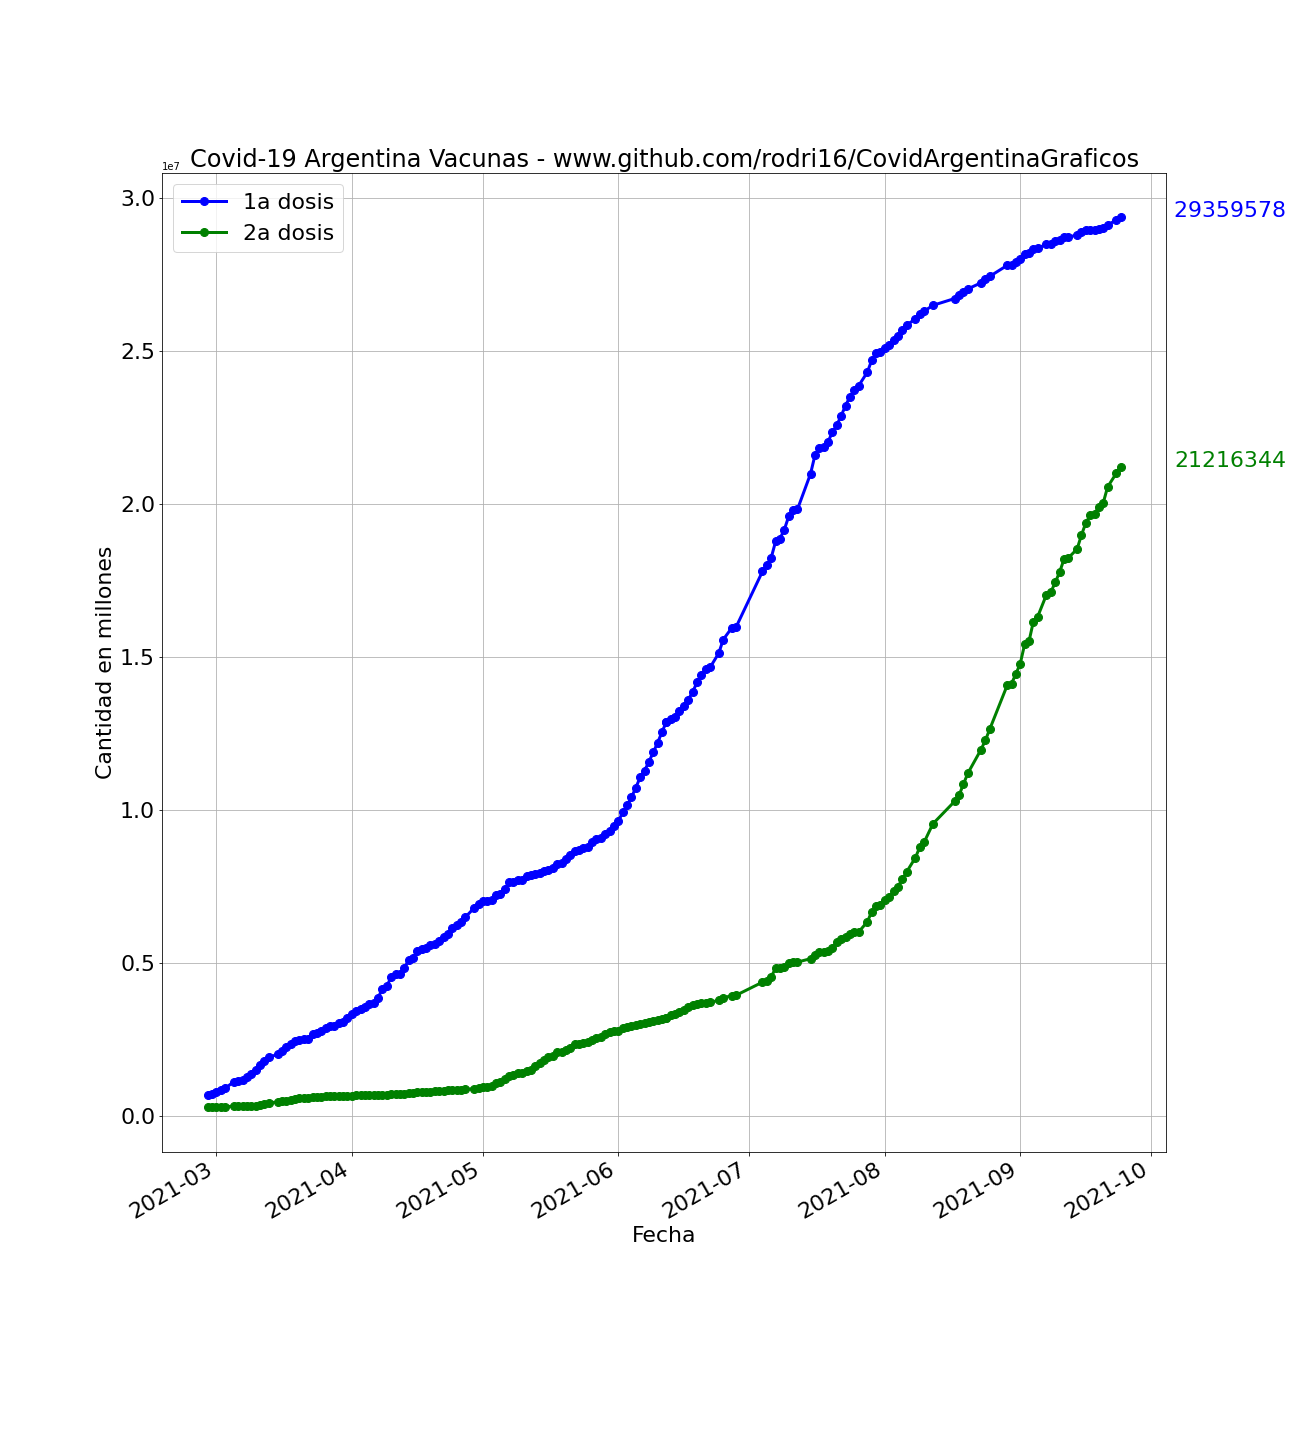 Covid-19 Argentina Vacunas - www.github.com/rodri16/CovidArgentinaGraficos
1e7
1a dosis
2a dosis
3.0
2.5
2.0
1.5
1.0
0.5
0.0
Cantidad en millones
29359578
21216344
2021-03
2021-04
2021-05
2021-06
2021-07
2021-08
2021-09
2021-10
Fecha